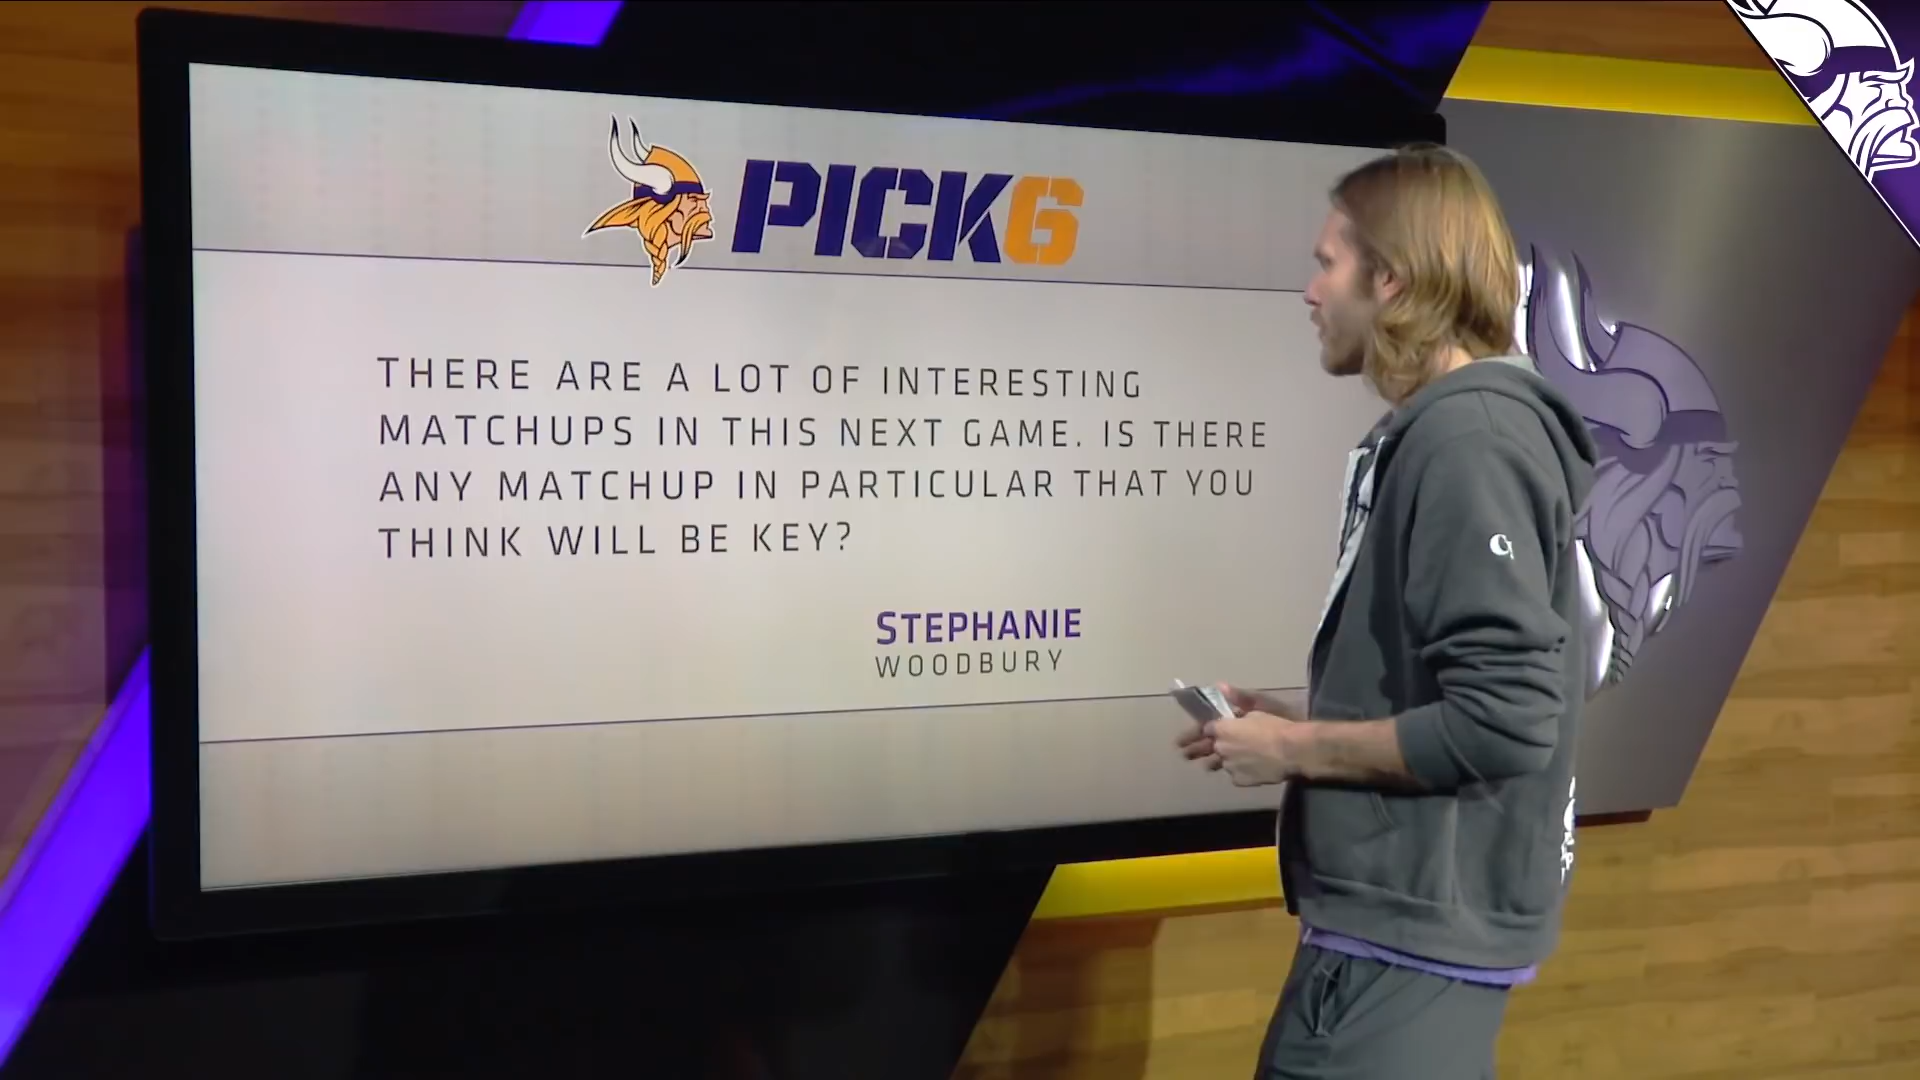 PICK6
THERE ARE A LOT OF INTERESTING
MATCHUPS IN THIS NEXT GAME. IS THERE
ANY MATCHUP IN PARTICULAR THAT YOU
THINK WILL BE KEY?
STEPHANIE
WOODBURY